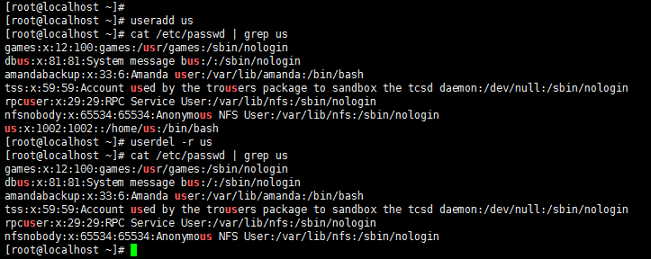 [root@localhost ~]#
[root@localhost ~]# useradd us
[root@localhost ~]# cat /etc/passwd | grep us
games:x:12:100:games:/usr/games:/sbin/nologin
dbus:x:81:81:System message bus:/:/sbin/nologin
amandabackup:x:33:6:Amanda user:/var/lib/amanda:/bin/bash
tss:x:59:59:Account used by the trousers package to sandbox the tcsd daemon:/dev/null:/sbin/nologin
rpcuser:x:29:29:RPC Service User:/var/lib/nfs:/sbin/nologin
nfsnobody:x:65534:65534:Anonymous NFS User:/var/lib/nfs:/sbin/nologin
us:x:1002:1002::/home/us:/bin/bash
[root@localhost ~]# userdel -r us
[root@localhost ~]# cat /etc/passwd | grep us
games:x:12:100:games:/usr/games:/sbin/nologin
dbus:x:81:81:System message bus:/:/sbin/nologin
amandabackup:x:33:6:Amanda user:/var/lib/amanda:/bin/bash
tss:x:59:59:Account used by the trousers package to sandbox the tcsd daemon:/dev/null:/sbin/nologin
rpcuser:x:29:29:RPC Service User:/var/lib/nfs:/sbin/nologin
nfsnobody:x:65534:65534:Anonymous NFS User:/var/lib/nfs:/sbin/nologin
[root@localhost ~]#